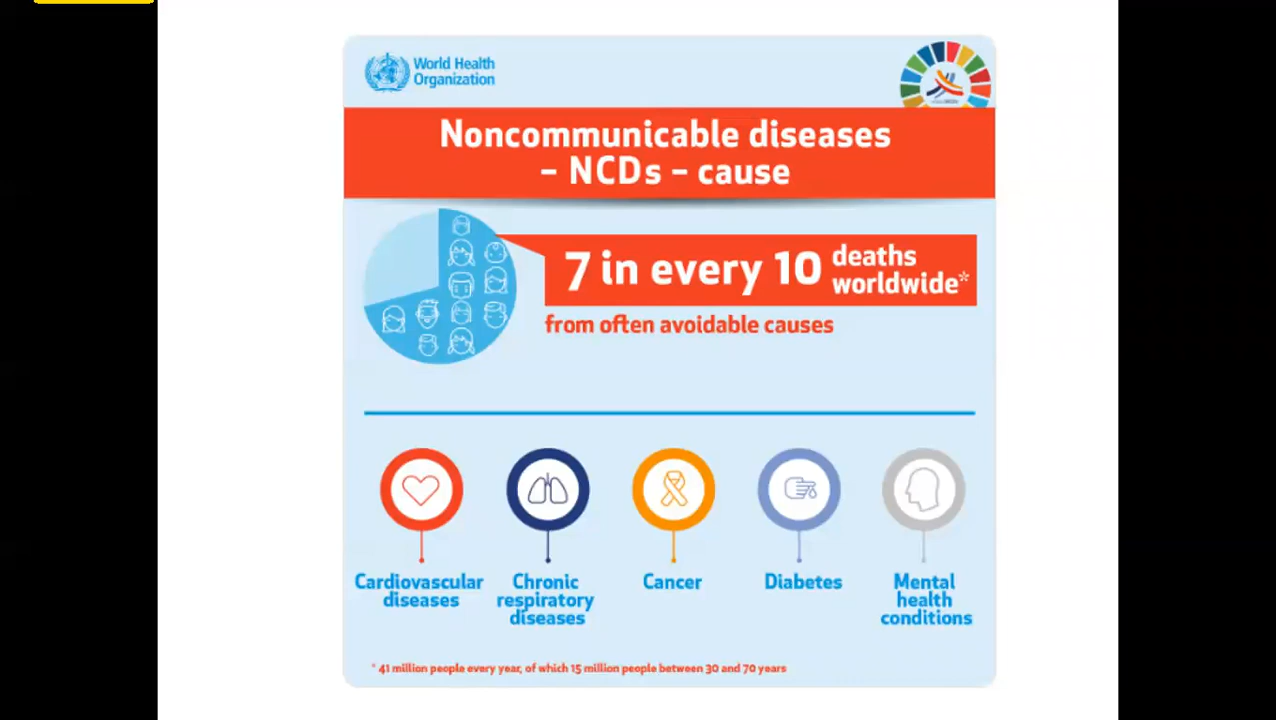 World Health
Organization
Noncommunicable diseases
– NCDs – cause
7 in every 10 deaths
worldwide*
from often avoidable causes
Cardiovascular
diseases
Chronic
respiratory
diseases
Cancer
Diabetes
Mental
health
conditions
* 41 million people every year, of which 15 million people between 30 and 70 years